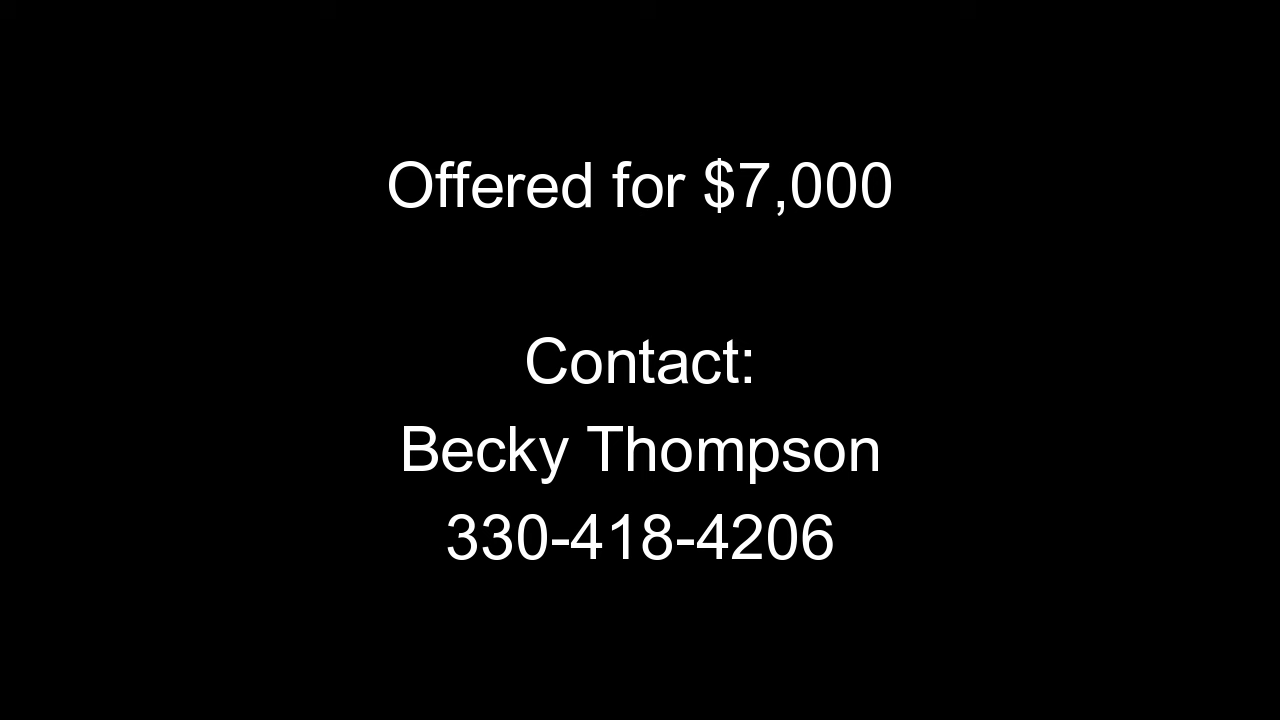 Offered for $7,000
Contact:
Becky Thompson
330-418-4206